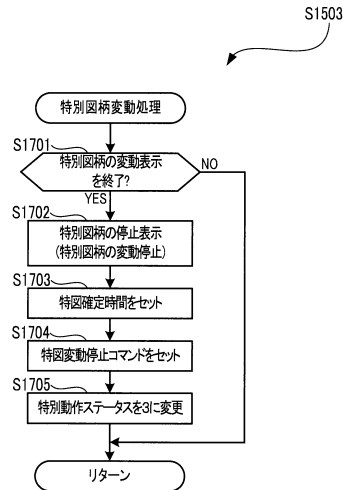 S1503
特別図柄変動処理
S1701
特別図柄の変動表示
を終了?
NO
YES
S1702
特別図柄の停止表示
(特別図柄の変動停止)
S1703
特図確定時間をセット
S1704
特図変動停止コマンドをセット
S1705
特別動作ステータスを3に変更
リターン